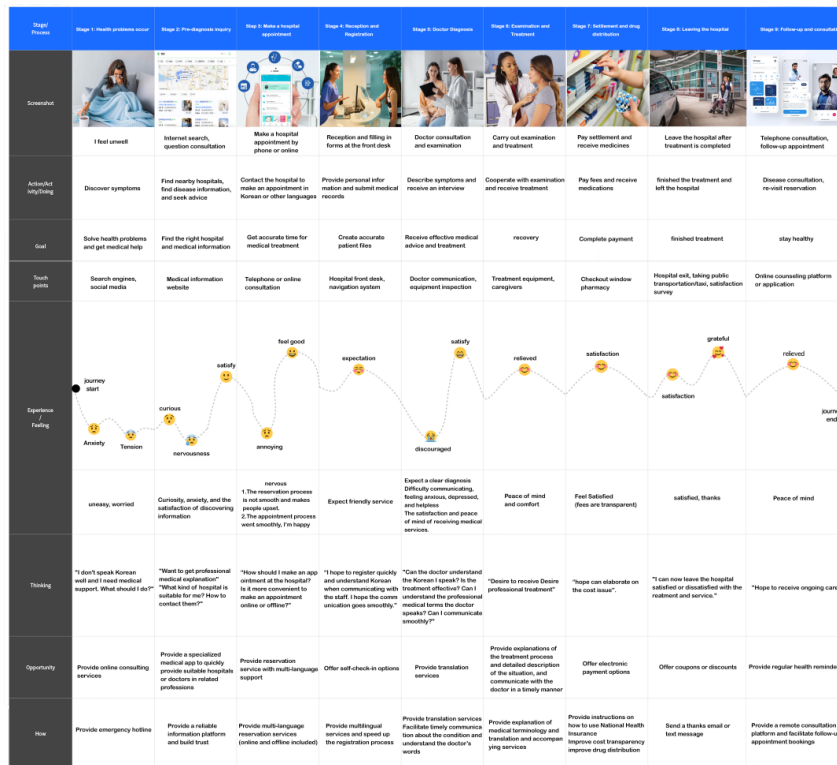 Stage/
Process
Stage 1: Health problems occur
Stage 2: Pre-diagnosis inquiry
Stap 3: Make a hospital
appointment
Stage 4: Reception and
Registration
Stage 5: Doctor Diagnosis
Stage 6: Examination and
Treatment
Stage 7: Settlement and drug
distribution
Stage 8: Leaving the hospital
Stage 9: Follow-up and consultati
Screenshot
I feel unwell
Internet search,
question consultation
Make a hospital
appointment by
phone or online
Reception and filling in
forms at the front desk
Doctor consultation
and examination
Carry out examination
and treatment
Pay settlement and
receive medicines
Leave the hospital after
treatment is completed
Telephone consultation,
follow-up appointment
Action/Act
ivity/Doing
Discover symptoms
Find nearby hospitals,
find disease information,
and seek advice
Contact the hospital to
make an appointment in
Korean or other languages
Provide personal infor
mation and submit medical
records
Describe symptoms and
receive an interview
Cooperate with examination
and receive treatment
Pay fees and receive
medications
finished the treatment and
left the hospital
Disease consultation,
re-visit reservation
Goal
Solve health problems
and get medical help
Find the right hospital
and medical information
Get accurate time for
medical treatment
Create accurate
patient files
Receive effective medical
advice and treatment
recovery
Complete payment
finished treatment
stay healthy
Touch
points
Search engines,
social media
Medical information
website
Telephone or online
consultation
Hospital front desk,
navigation system
Doctor communication,
equipment inspection
Treatment equipment,
caregivers
Checkout window
pharmacy
Hospital exit, taking public
transportation/taxi, satisfaction
survey
Online counseling platform
or application
Experience
/
Feeling
journey
start
Anxiety
Tension
curious
nervousness
satisfy
annoying
feel good
expectation
discouraged
satisfy
relieved
satisfaction
satisfaction
grateful
relieved
journe
end
uneasy, worried
Curiosity, anxiety, and the
satisfaction of discovering
information
nervous
1.The reservation process
is not smooth and makes
people upset.
2.The appointment process
went smoothly, I'm happy
Expect friendly service
Expect a clear diagnosis
Difficulty communicating,
feeling anxious, depressed,
and helpless
The satisfaction and peace
of mind of receiving medical
services.
Peace of mind
and comfort
Feel Satisfied
(fees are transparent)
satisfied, thanks
Peace of mind
Thinking
"I don't speak Korean
well and I need medical
support. What should I do?"
"Want to get professional
medical explanation"
"What kind of hospital is
suitable for me? How to
contact them?"
"How should I make an app
ointment at the hospital?
Is it more convenient to
make an appointment
online or offline?"
"I hope to register quickly
and understand Korean
when communicating with
the staff. I hope the comm
unication goes smoothly."
"Can the doctor understand
the Korean I speak? Is the
treatment effective? Can I
understand the professional
medical terms the doctor
speaks? Can I communicate
smoothly?"
"Desire to receive Desire
professional treatment"
"hope can elaborate on
the cost issue".
"I can now leave the hospital
satisfied or dissatisfied with the
reatment and service."
"Hope to receive ongoing care
Opportunity
Provide online consulting
services
Provide a specialized
medical app to quickly
provide suitable hospitals
or doctors in related
professions
Provide reservation
service with multi-language
support
Offer self-check-in options
Provide translation
services
Provide explanations of
the treatment process
and detailed description
of the situation, and
communicate with the
doctor in a timely manner
Offer electronic
payment options
Offer coupons or discounts
Provide regular health reminde
How
Provide emergency hotline
Provide a reliable
information platform
and build trust
Provide multi-language
reservation services
(online and offline included)
Provide multilingual
services and speed up
the registration process
Provide translation services
Facilitate timely communica
tion about the condition and
understand the doctor's
words
Provide explanation of
medical terminology and
translation and accompan
ying services
Provide instructions on
how to use National Health
Insurance
Improve cost transparency
improve drug distribution
Send a thanks email or
text message
Provide a remote consultation
platform and facilitate follow-u
appointment bookings